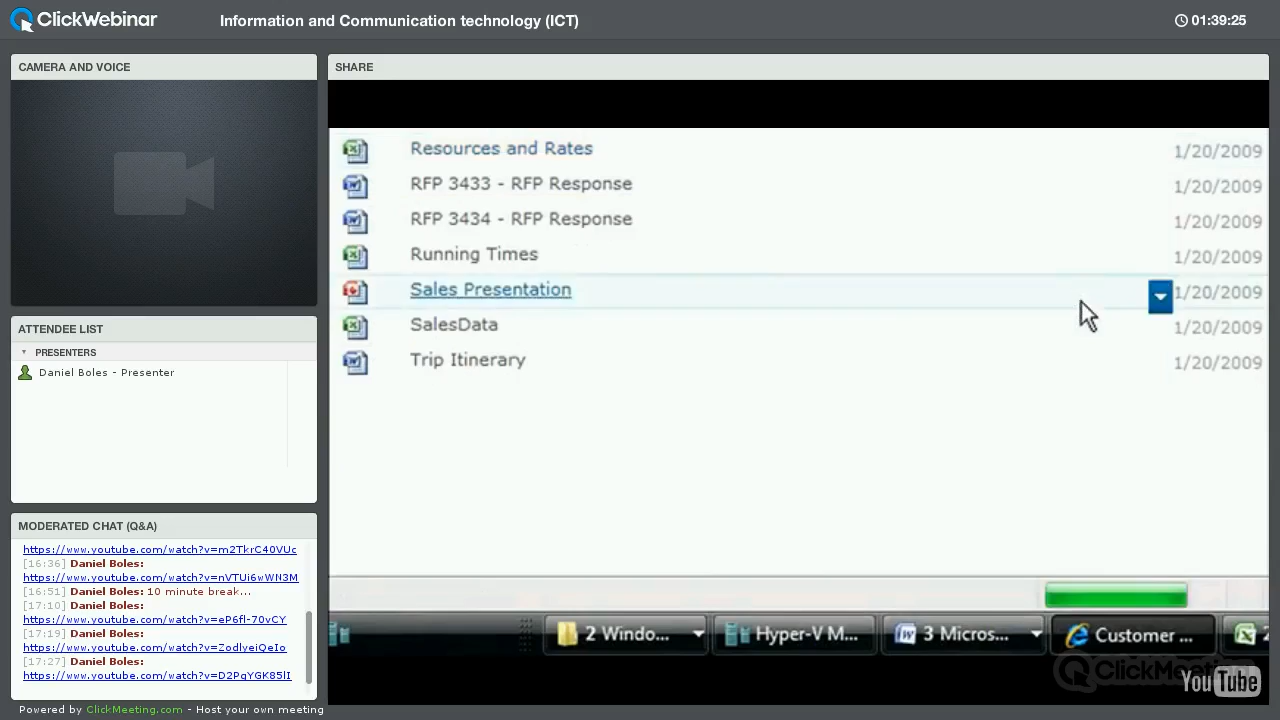 ClickWebinar
Information and Communication technology (ICT)
01:39:25
CAMERA AND VOICE
SHARE
Resources and Rates 1/20/2009
RFP 3433 - RFP Response 1/20/2009
RFP 3434 - RFP Response 1/20/2009
Running Times 1/20/2009
Sales Presentation 1/20/2009
SalesData 1/20/2009
Trip Itinerary 1/20/2009
ATTENDEE LIST
PRESENTERS
Daniel Boles - Presenter
MODERATED CHAT (Q&A)
https://www.youtube.com/watch?v=m2TkrC40VUc
[16:36] Daniel Boles:
https://www.youtube.com/watch?v=nVTUi6wWN3M
[16:51] Daniel Boles: 10 minute break...
[17:10] Daniel Boles:
https://www.youtube.com/watch?v=eP6fl-70vCY
[17:19] Daniel Boles:
https://www.youtube.com/watch?v=ZodlveiQeIo
[17:27] Daniel Boles:
https://www.youtube.com/watch?v=D2PqYGK85lI
2 Windo... Hyper-V M... 3 Micros... Customer ...
ClickMeeting
YouTube
Powered by ClickMeeting.com - Host your own meeting